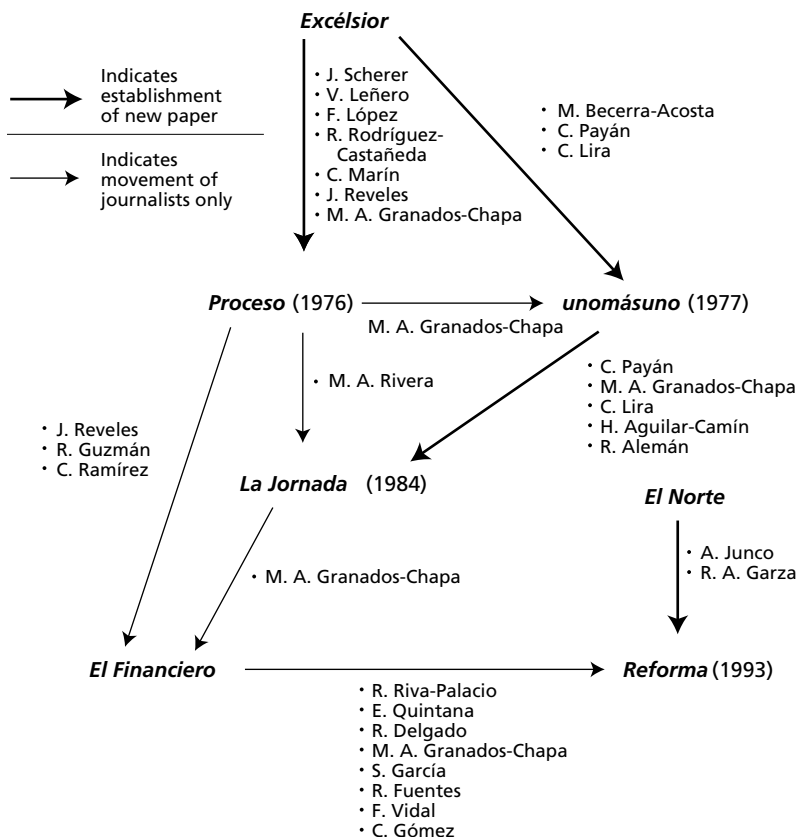 Excélsior
Indicates
establishment
of new paper
Indicates
movement of
journalists only
· J. Scherer
· V. Leñero
· F. López
· R. Rodríguez-
Castañeda
· C. Marín
· J. Reveles
· M. A. Granados-Chapa
· M. Becerra-Acosta
· C. Payán
· C. Lira
Proceso (1976)
M. A. Granados-Chapa
unomásuno (1977)
· M. A. Rivera
· C. Payán
· M. A. Granados-Chapa
· C. Lira
· H. Aguilar-Camín
· R. Alemán
· J. Reveles
· R. Guzmán
· C. Ramírez
La Jornada (1984)
El Norte
· M. A. Granados-Chapa
· A. Junco
· R. A. Garza
El Financiero
Reforma (1993)
· R. Riva-Palacio
· E. Quintana
· R. Delgado
· M. A. Granados-Chapa
· S. García
· R. Fuentes
· F. Vidal
· C. Gómez